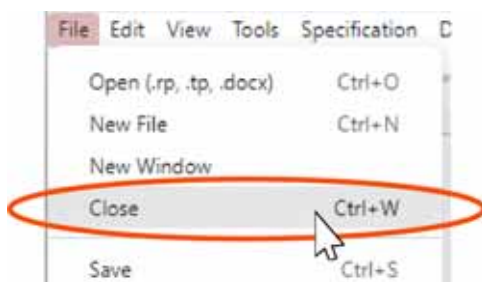 File Edit View Tools Specification
Open (.rp, .tp, .docx) Ctrl+O
New File Ctrl+N
New Window
Close Ctrl+W
Save Ctrl+S